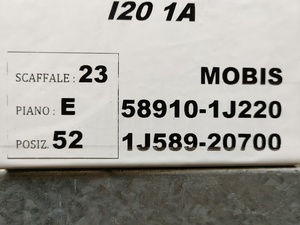 I20 1A
SCAFFALE : 23
PIANO : E
POSIZ. 52
MOBIS
58910-1J220
1J589-20700